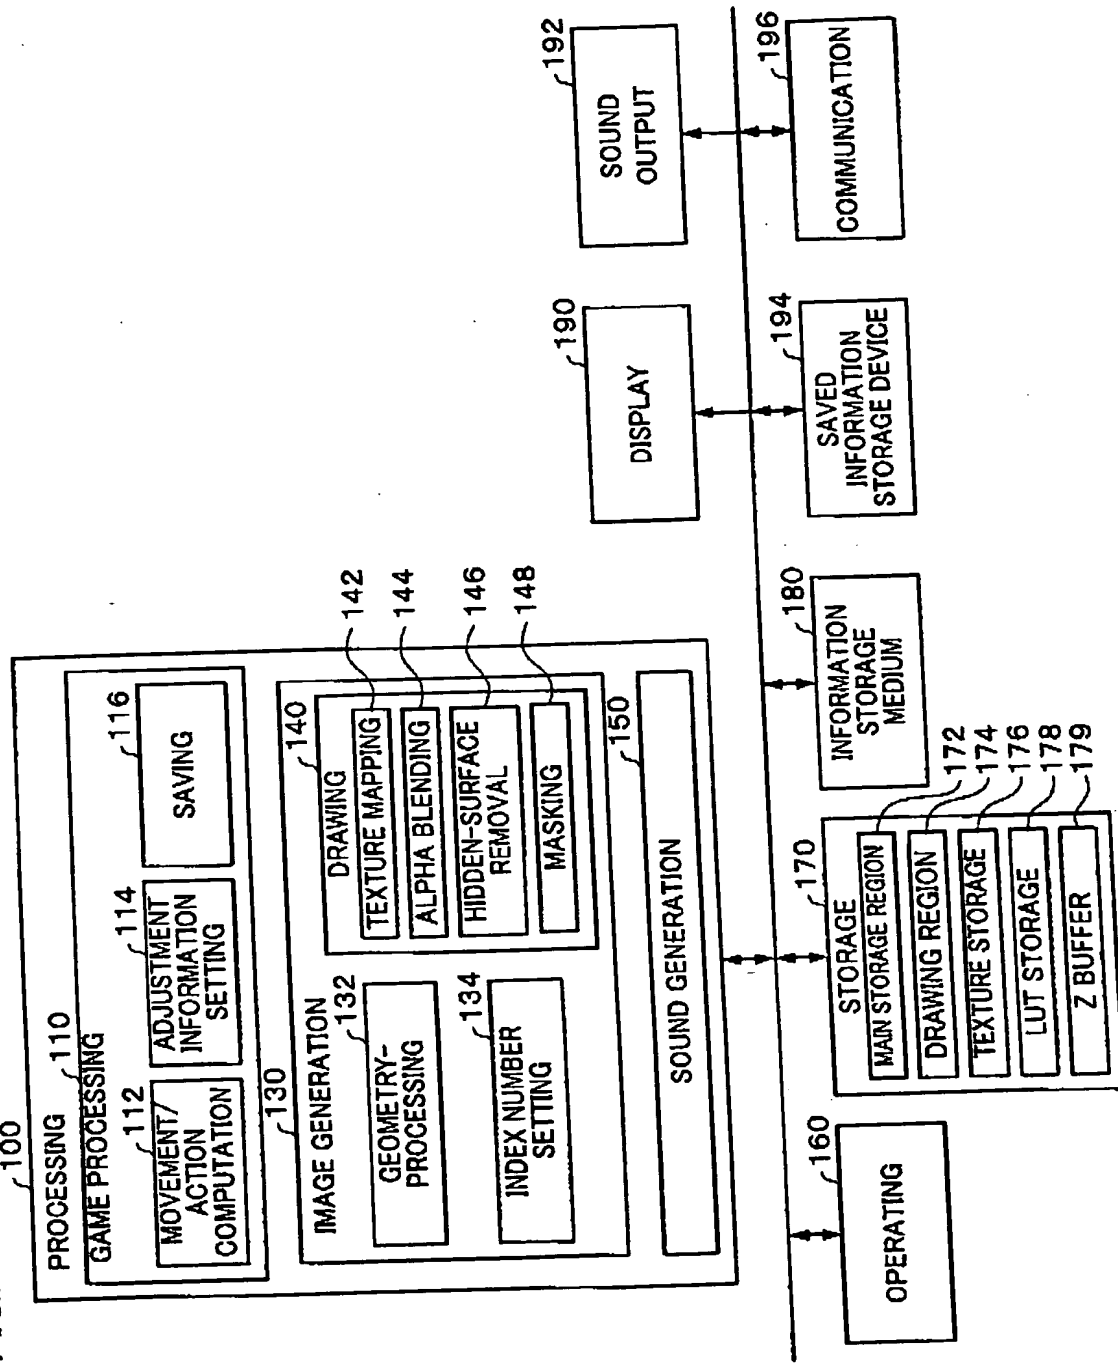 100
PROCESSING
110
GAME PROCESSING
112
MOVEMENT/
ACTION
COMPUTATION
114
ADJUSTMENT
INFORMATION
SETTING
116
SAVING
130
IMAGE GENERATION
132
GEOMETRY-
PROCESSING
134
INDEX NUMBER
SETTING
140
DRAWING
TEXTURE MAPPING
142
ALPHA BLENDING
144
HIDDEN-SURFACE
REMOVAL
146
MASKING
148
150
SOUND GENERATION
160
OPERATING
170
STORAGE
MAIN STORAGE REGION
172
DRAWING REGION
174
TEXTURE STORAGE
176
LUT STORAGE
178
Z BUFFER
179
180
INFORMATION
STORAGE
MEDIUM
190
DISPLAY
192
SOUND
OUTPUT
194
SAVED
INFORMATION
STORAGE DEVICE
196
COMMUNICATION